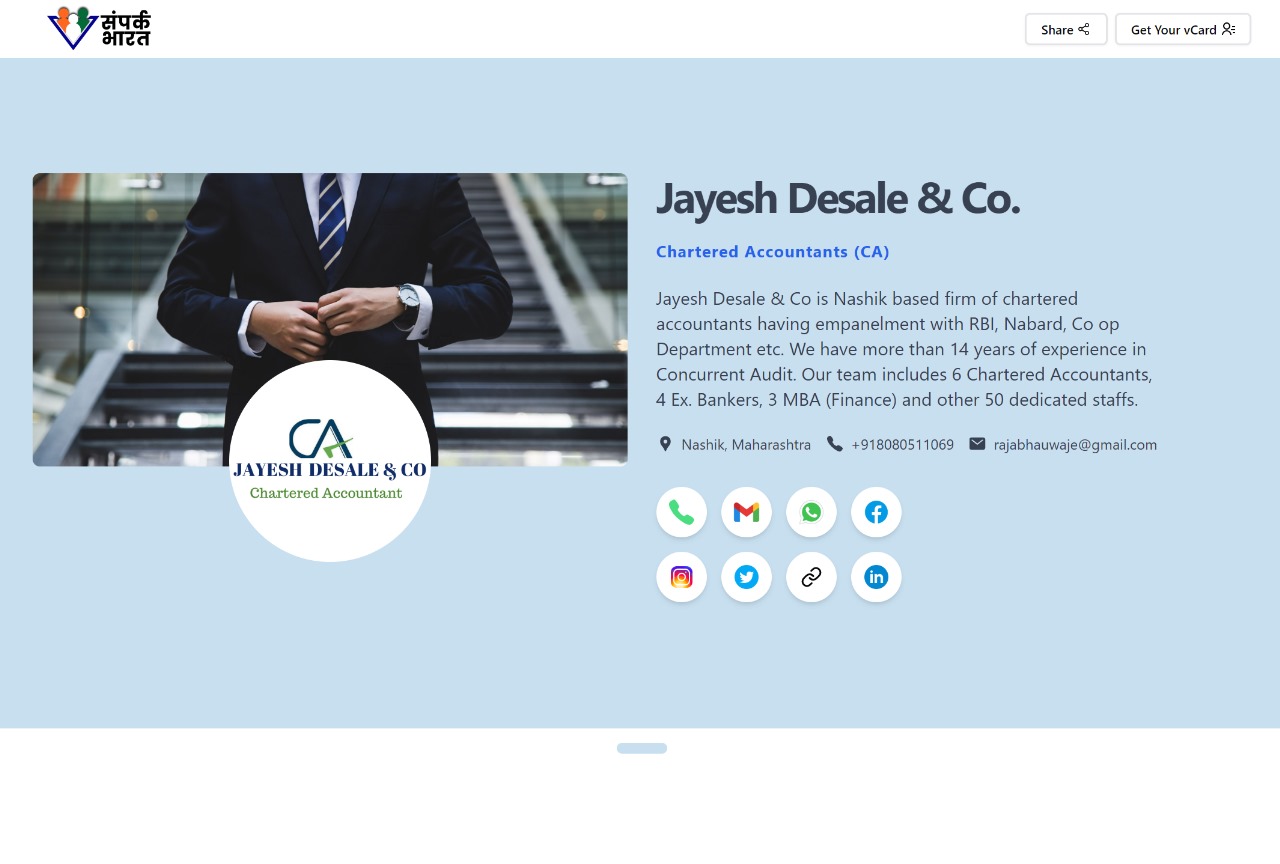 संपर्क
भारत
Share
Get Your vCard
Jayesh Desale & Co.
Chartered Accountants (CA)
Jayesh Desale & Co is Nashik based firm of chartered
accountants having empanelment with RBI, Nabard, Co op
Department etc. We have more than 14 years of experience in
Concurrent Audit. Our team includes 6 Chartered Accountants,
4 Ex. Bankers, 3 MBA (Finance) and other 50 dedicated staffs.
Nashik, Maharashtra +918080511069 rajabhauwaje@gmail.com
CA
JAYESH DESALE & CO
Chartered Accountant
in